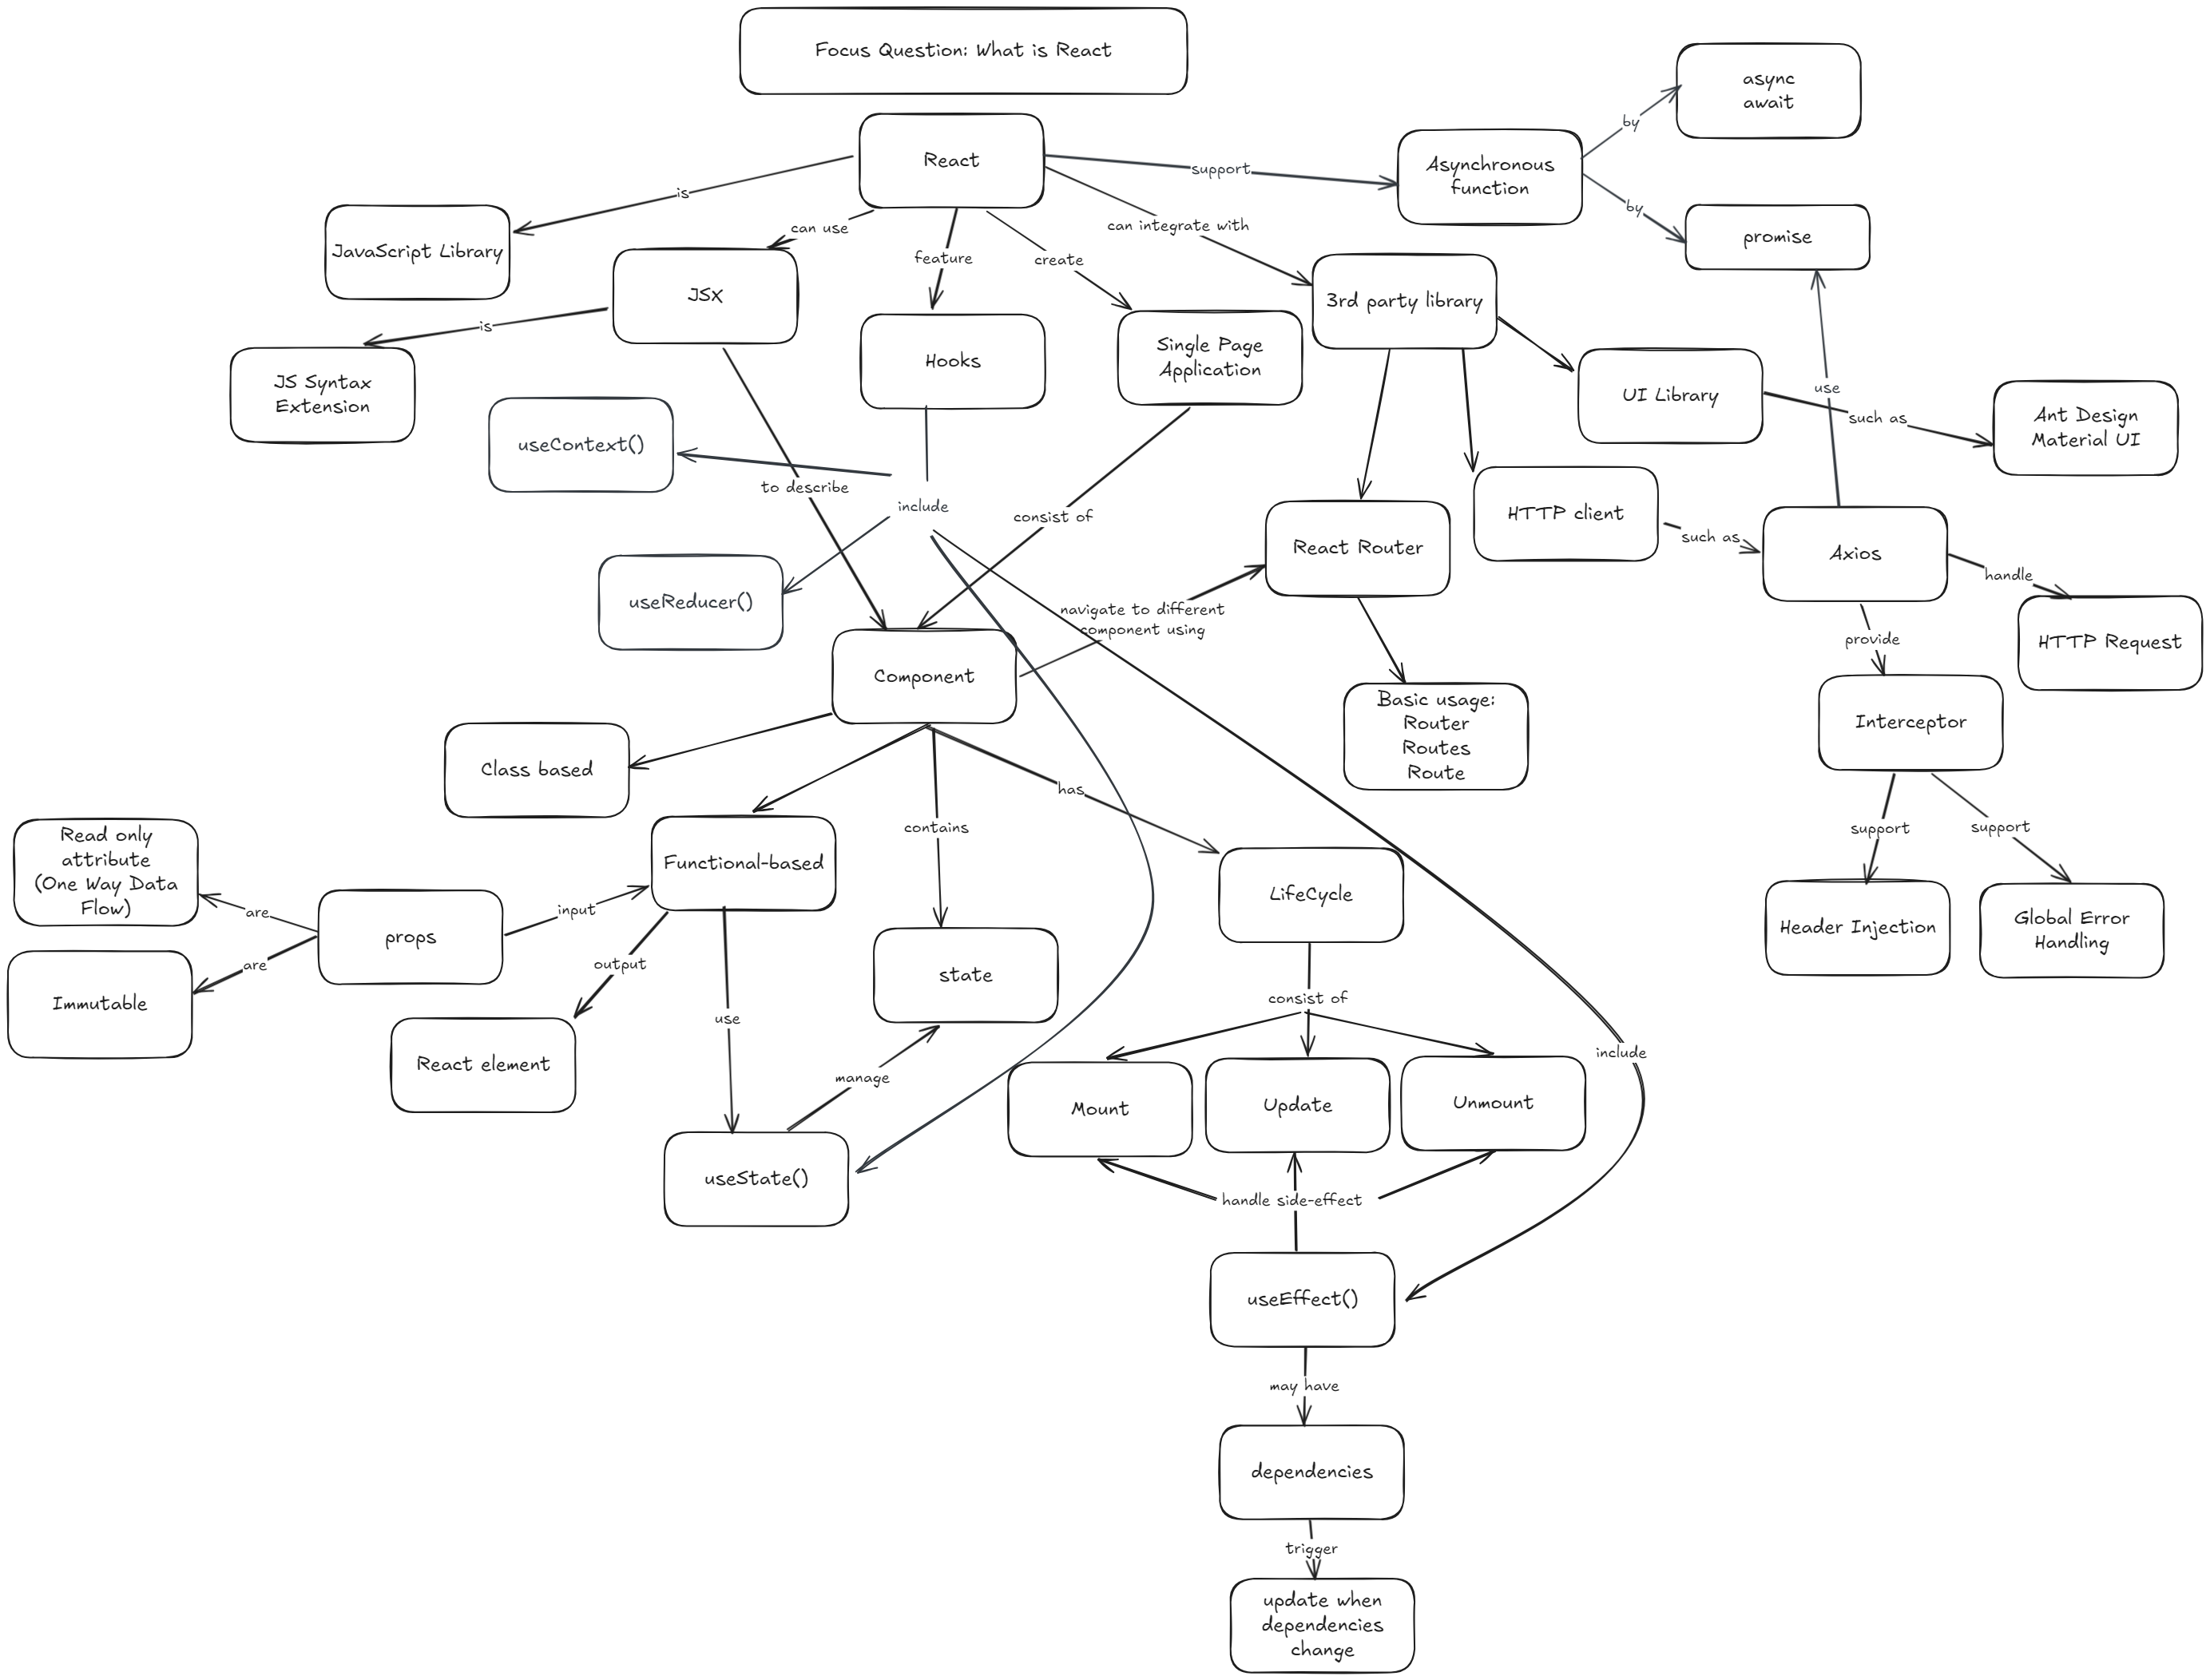 Focus Question: What is React
async
await
React
Asynchronous
function
by
support
is
by
JavaScript Library
can use
feature
create
can integrate with
promise
JSX
3rd party library
is
Hooks
Single Page
Application
JS Syntax
Extension
UI Library
use
such as
Ant Design
Material UI
useContext()
to describe
include
consist of
HTTP client
React Router
such as
Axios
handle
useReducer()
navigate to different
component using
provide
HTTP Request
Component
Basic usage:
Router
Routes
Route
Interceptor
Class based
has
Read only
attribute
(One Way Data
Flow)
Functional-based
contains
support
support
LifeCycle
are
props
input
Header Injection
Global Error
Handling
are
output
state
Immutable
use
consist of
React element
manage
include
Mount
Update
Unmount
useState()
handle side-effect
useEffect()
may have
dependencies
trigger
update when
dependencies
change